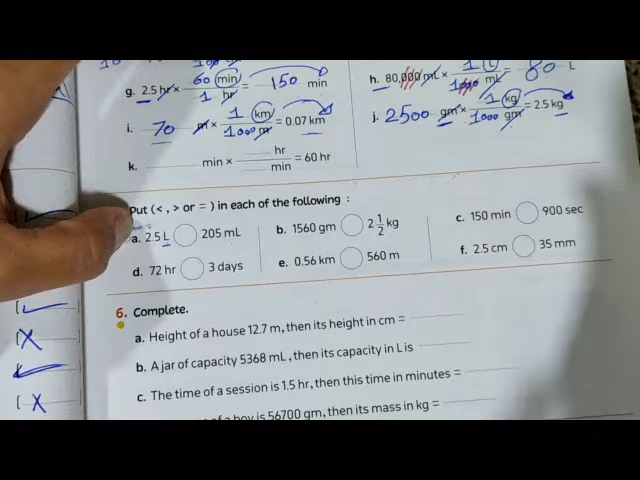 g. 2.5 hr × 60 min / 1 hr = 150 min
h. 80,000 mL × 1 L / 1000 mL = 80 L
i. 70 m × 1 km / 1000 m = 0.07 km
j. 2500 gm × 1 kg / 1000 gm = 2.5 kg
k. ____ min × ____ hr / ____ min = 60 hr
Put (< , > or = ) in each of the following :
a. 2.5 L ◯ 205 mL
b. 1560 gm ◯ 2 1/2 kg
c. 150 min ◯ 900 sec
d. 72 hr ◯ 3 days
e. 0.56 km ◯ 560 m
f. 2.5 cm ◯ 35 mm
6. Complete.
a. Height of a house 12.7 m, then its height in cm =
b. A jar of capacity 5368 mL, then its capacity in L is
c. The time of a session is 1.5 hr, then this time in minutes =
of a boy is 56700 gm, then its mass in kg =